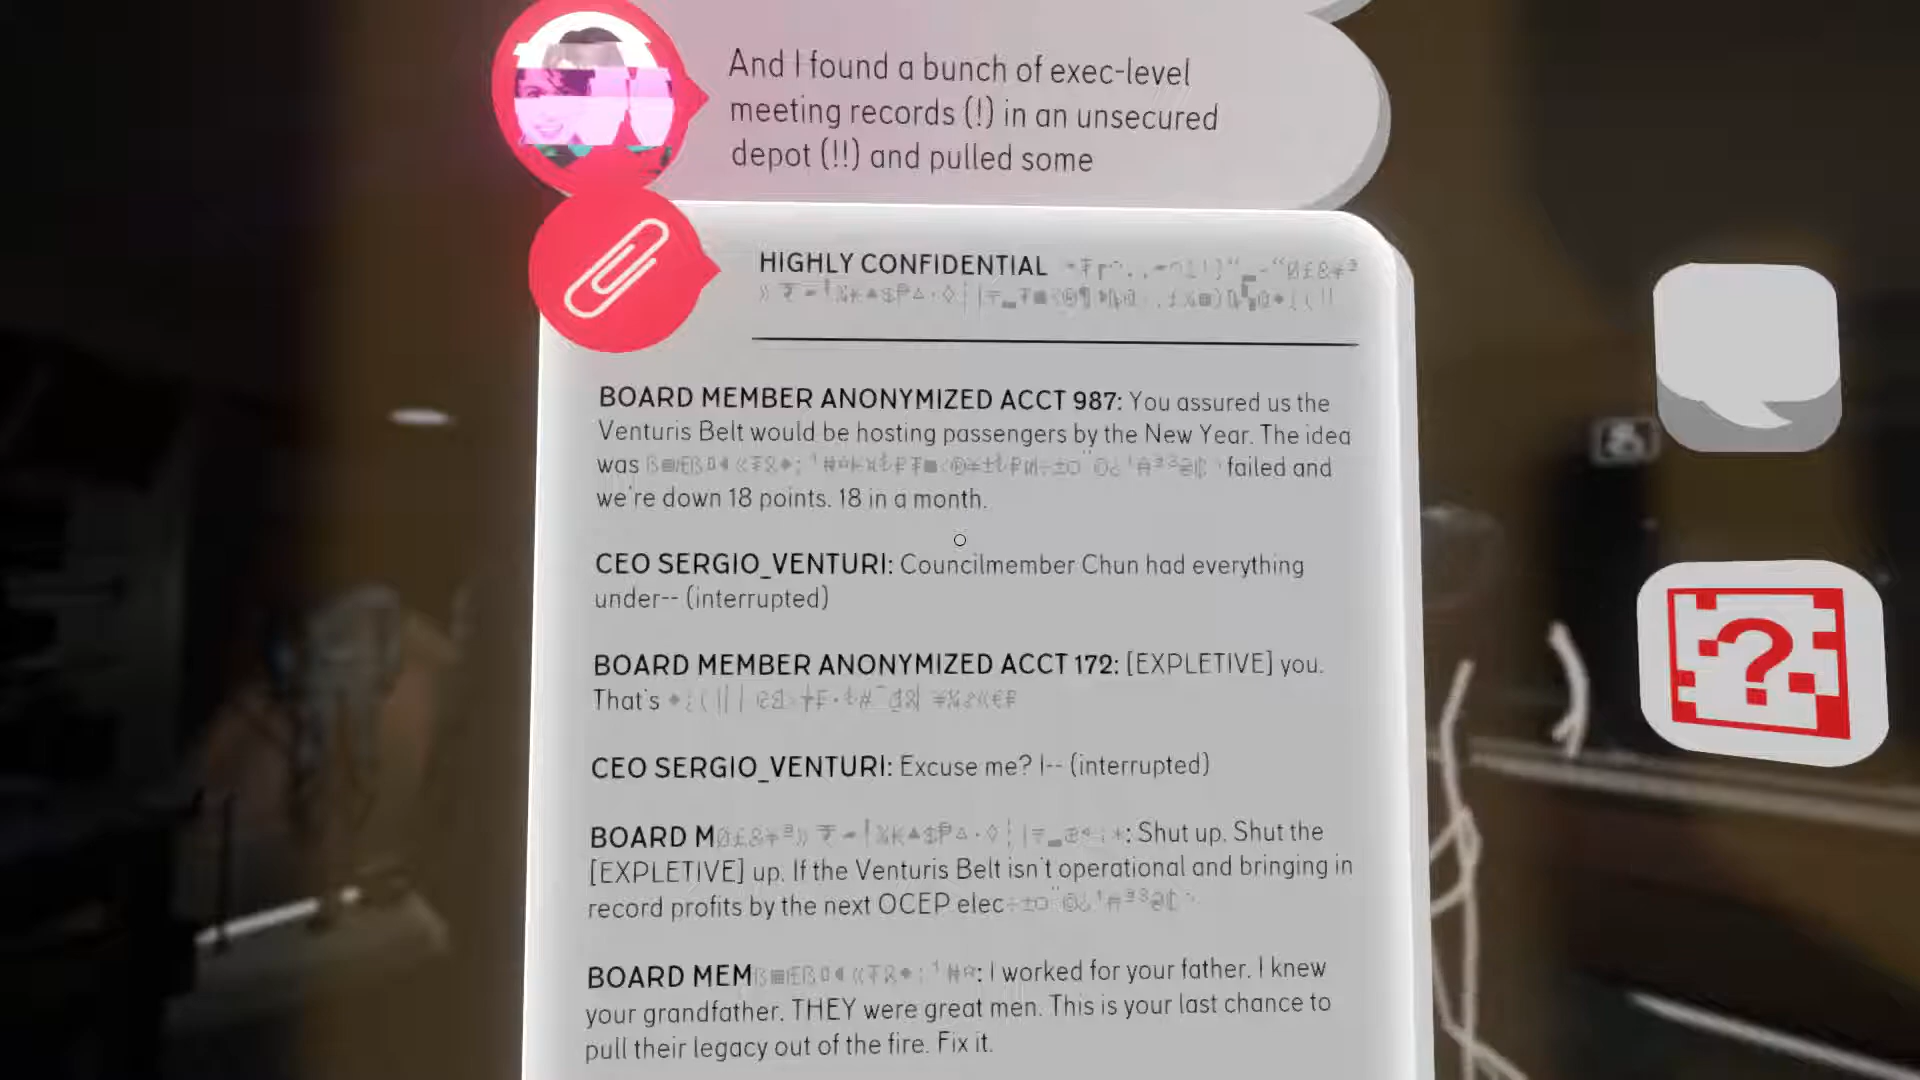 And I found a bunch of exec-level
meeting records (!) in an unsecured
depot (!!) and pulled some
HIGHLY CONFIDENTIAL
BOARD MEMBER ANONYMIZED ACCT 987: You assured us the
Venturis Belt would be hosting passengers by the New Year. The idea
was failed and
we're down 18 points. 18 in a month.
CEO SERGIO_VENTURI: Councilmember Chun had everything
under-- (interrupted)
BOARD MEMBER ANONYMIZED ACCT 172: [EXPLETIVE] you.
That's
CEO SERGIO_VENTURI: Excuse me? I-- (interrupted)
BOARD M : Shut up. Shut the
[EXPLETIVE] up. If the Venturis Belt isn't operational and bringing in
record profits by the next OCEP elec
BOARD MEM : I worked for your father. I knew
your grandfather. THEY were great men. This is your last chance to
pull their legacy out of the fire. Fix it.
?